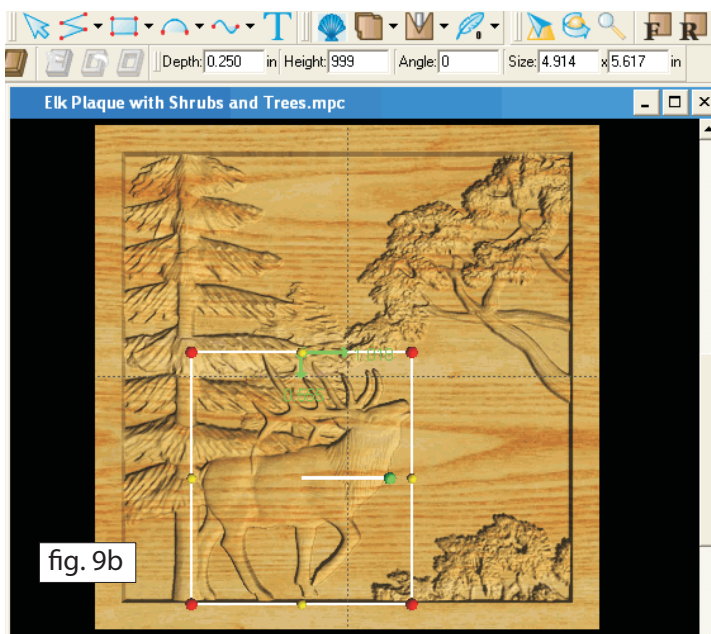 T
F R
Depth: 0.250 in Height: 999 Angle: 0 Size: 4.914 x 5.617 in
Elk Plaque with Shrubs and Trees.mpc
fig. 9b